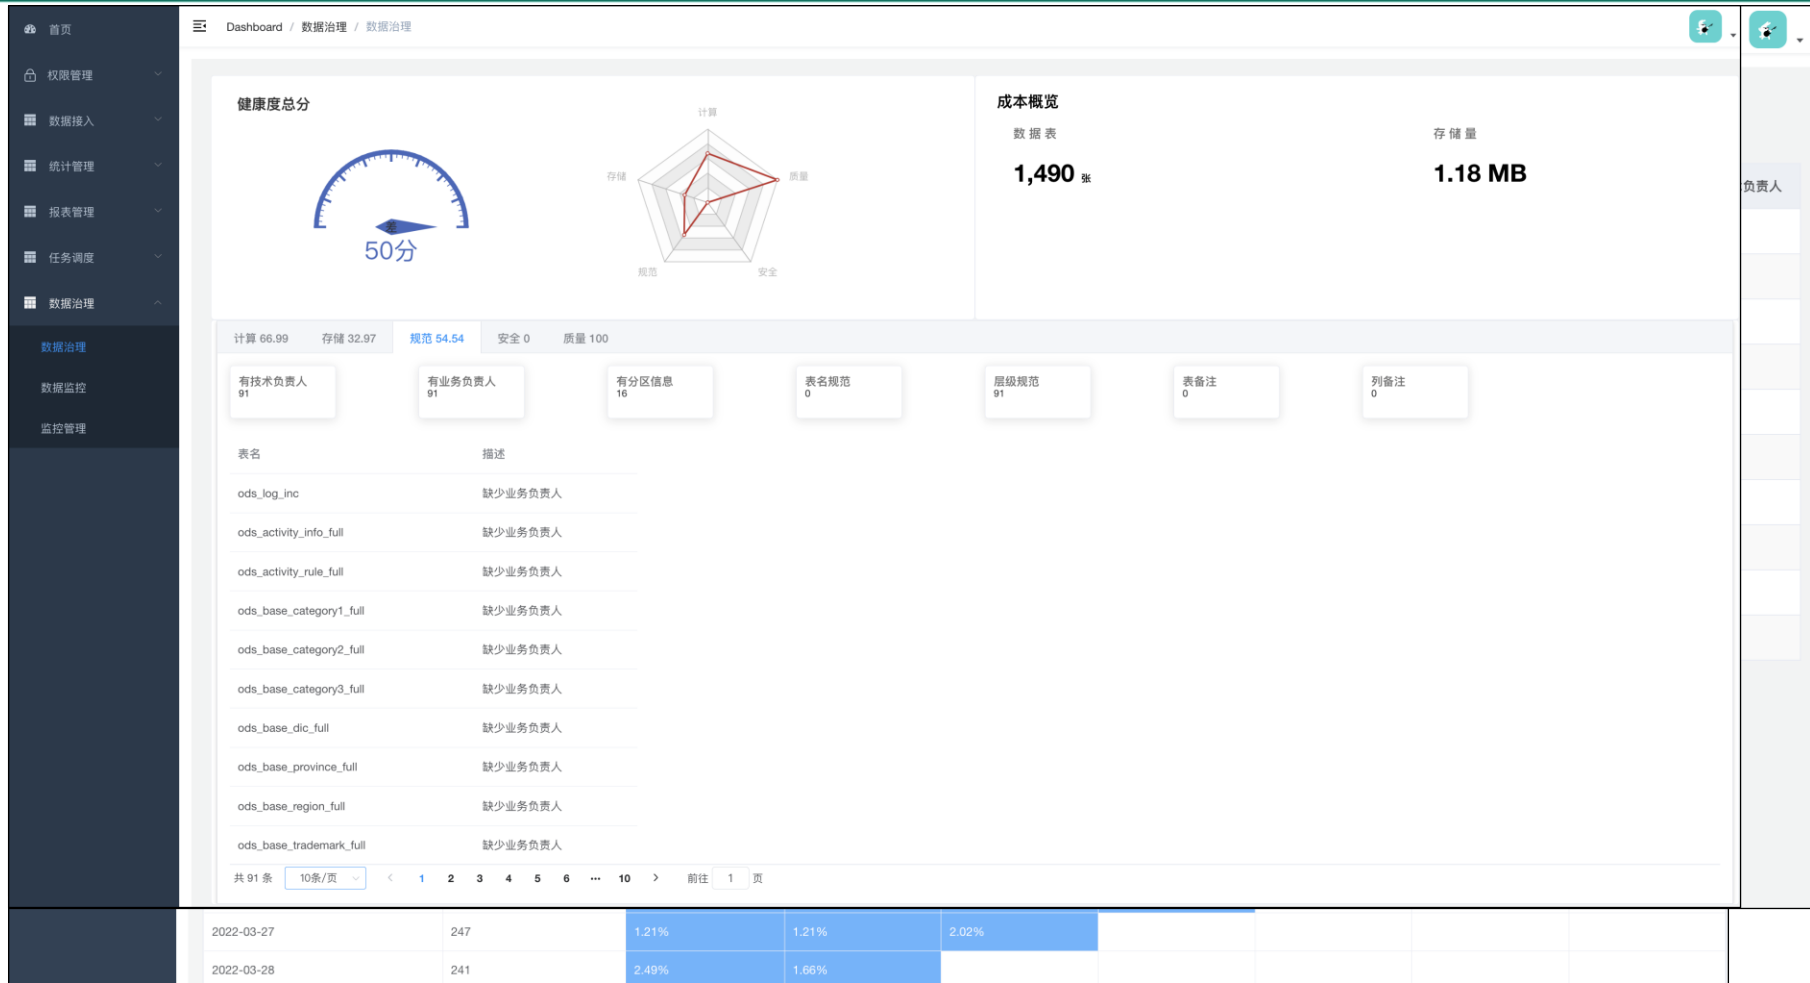 首页
权限管理
数据接入
统计管理
报表管理
任务调度
数据治理
数据治理
数据监控
监控管理
Dashboard / 数据治理 / 数据治理
健康度总分
差
50分
计算
质量
安全
规范
存储
成本概览
数据表
1,490 张
存储量
1.18 MB
负责人
计算 66.99 存储 32.97 规范 54.54 安全 0 质量 100
有技术负责人
91
有业务负责人
91
有分区信息
16
表名规范
0
层级规范
91
表备注
0
列备注
0
表名 描述
ods_log_inc 缺少业务负责人
ods_activity_info_full 缺少业务负责人
ods_activity_rule_full 缺少业务负责人
ods_base_category1_full 缺少业务负责人
ods_base_category2_full 缺少业务负责人
ods_base_category3_full 缺少业务负责人
ods_base_dic_full 缺少业务负责人
ods_base_province_full 缺少业务负责人
ods_base_region_full 缺少业务负责人
ods_base_trademark_full 缺少业务负责人
共 91 条 10条/页 1 2 3 4 5 6 ··· 10 前往 1 页
2022-03-27 247 1.21% 1.21% 2.02%
2022-03-28 241 2.49% 1.66%